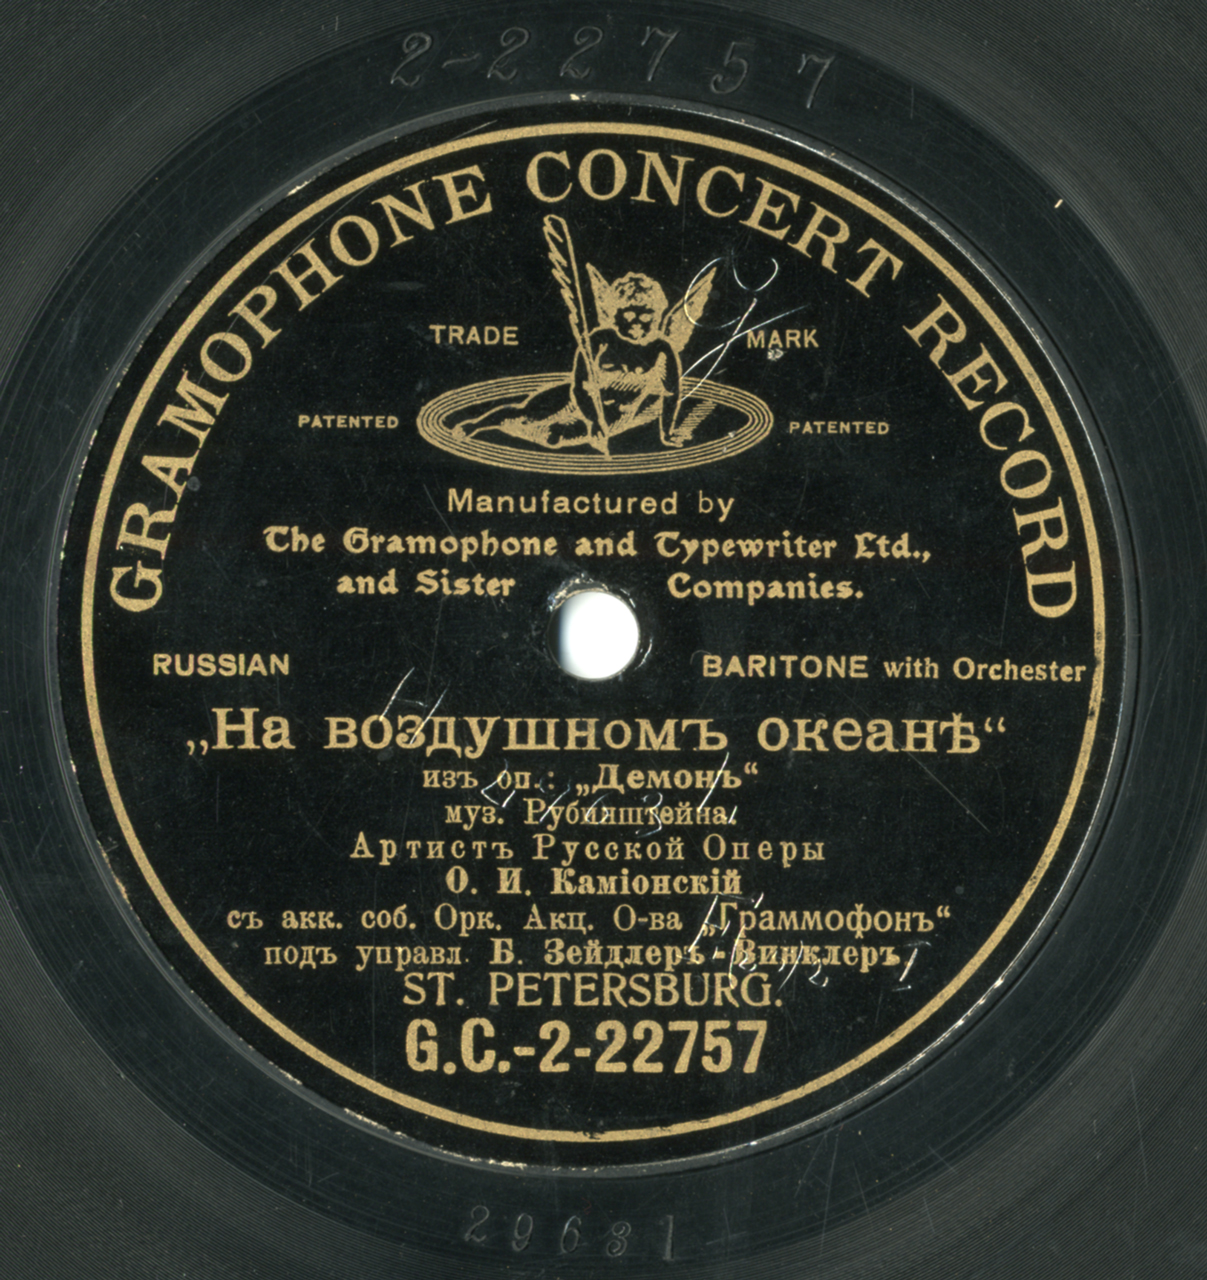 2-22757
GRAMOPHONE CONCERT RECORD
TRADE MARK
PATENTED PATENTED
Manufactured by
The Gramophone and Typewriter Ltd.,
and Sister Companies.
RUSSIAN BARITONE with Orchester
„На воздушномъ океанѣ“
изъ оп.: „Демонъ“
муз. Рубинштейна.
Артистъ Русской Оперы
О. И. Каміонскій
съ акк. соб. Орк. Акц. О-ва „Граммофонъ“
подъ управл. Б. Зейдлеръ-Винклеръ.
ST. PETERSBURG.
G.C.-2-22757
29631